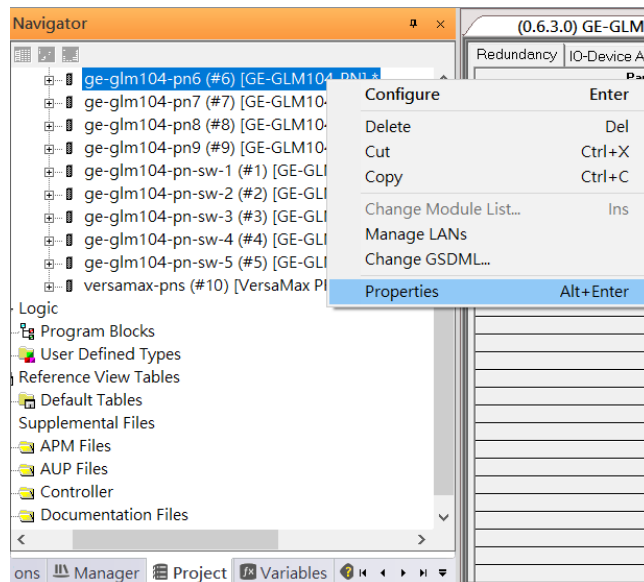 Navigator
(0.6.3.0) GE-GLM
Redundancy IO-Device A
Pa
ge-glm104-pn6 (#6) [GE-GLM104-PN] *
ge-glm104-pn7 (#7) [GE-GLM10
ge-glm104-pn8 (#8) [GE-GLM10
ge-glm104-pn9 (#9) [GE-GLM10
ge-glm104-pn-sw-1 (#1) [GE-GL
ge-glm104-pn-sw-2 (#2) [GE-GL
ge-glm104-pn-sw-3 (#3) [GE-GL
ge-glm104-pn-sw-4 (#4) [GE-GL
ge-glm104-pn-sw-5 (#5) [GE-GL
versamax-pns (#10) [VersaMax P
Logic
Program Blocks
User Defined Types
Reference View Tables
Default Tables
Supplemental Files
APM Files
AUP Files
Controller
Documentation Files
Configure Enter
Delete Del
Cut Ctrl+X
Copy Ctrl+C
Change Module List... Ins
Manage LANs
Change GSDML...
Properties Alt+Enter
ons Manager Project Variables